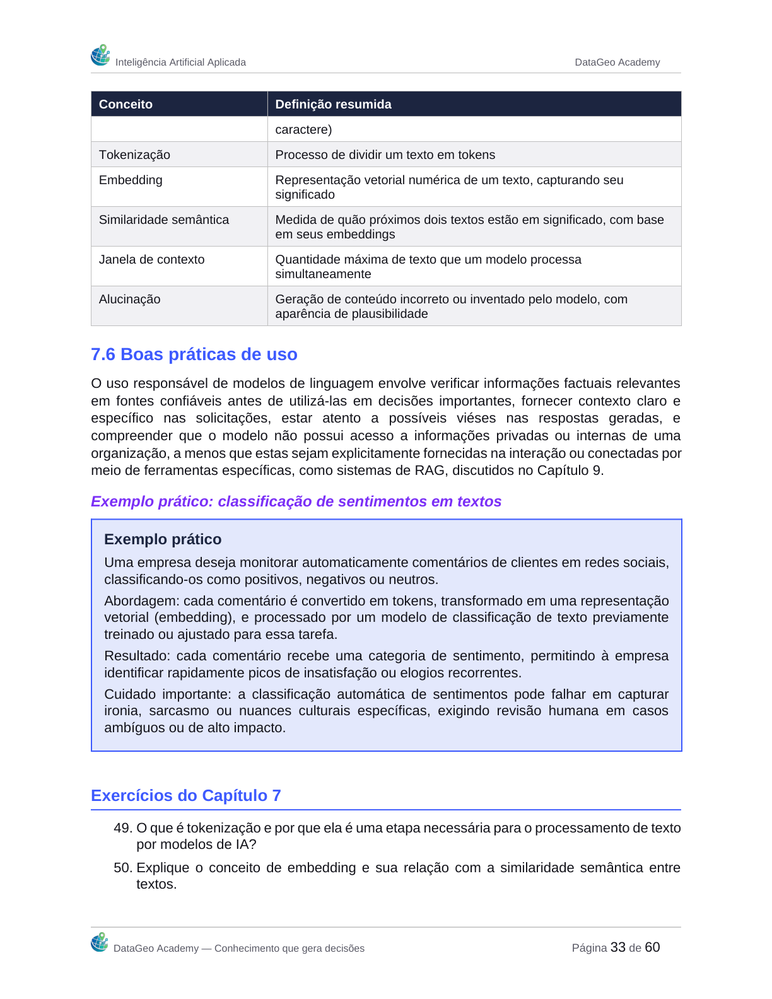 Inteligência Artificial Aplicada DataGeo Academy
Conceito Definição resumida
caractere)
Tokenização Processo de dividir um texto em tokens
Embedding Representação vetorial numérica de um texto, capturando seu
significado
Similaridade semântica Medida de quão próximos dois textos estão em significado, com base
em seus embeddings
Janela de contexto Quantidade máxima de texto que um modelo processa
simultaneamente
Alucinação Geração de conteúdo incorreto ou inventado pelo modelo, com
aparência de plausibilidade
7.6 Boas práticas de uso
O uso responsável de modelos de linguagem envolve verificar informações factuais relevantes
em fontes confiáveis antes de utilizá-las em decisões importantes, fornecer contexto claro e
específico nas solicitações, estar atento a possíveis viéses nas respostas geradas, e
compreender que o modelo não possui acesso a informações privadas ou internas de uma
organização, a menos que estas sejam explicitamente fornecidas na interação ou conectadas por
meio de ferramentas específicas, como sistemas de RAG, discutidos no Capítulo 9.
Exemplo prático: classificação de sentimentos em textos
Exemplo prático
Uma empresa deseja monitorar automaticamente comentários de clientes em redes sociais,
classificando-os como positivos, negativos ou neutros.
Abordagem: cada comentário é convertido em tokens, transformado em uma representação
vetorial (embedding), e processado por um modelo de classificação de texto previamente
treinado ou ajustado para essa tarefa.
Resultado: cada comentário recebe uma categoria de sentimento, permitindo à empresa
identificar rapidamente picos de insatisfação ou elogios recorrentes.
Cuidado importante: a classificação automática de sentimentos pode falhar em capturar
ironia, sarcasmo ou nuances culturais específicas, exigindo revisão humana em casos
ambíguos ou de alto impacto.
Exercícios do Capítulo 7
49. O que é tokenização e por que ela é uma etapa necessária para o processamento de texto
por modelos de IA?
50. Explique o conceito de embedding e sua relação com a similaridade semântica entre
textos.
DataGeo Academy — Conhecimento que gera decisões Página 33 de 60